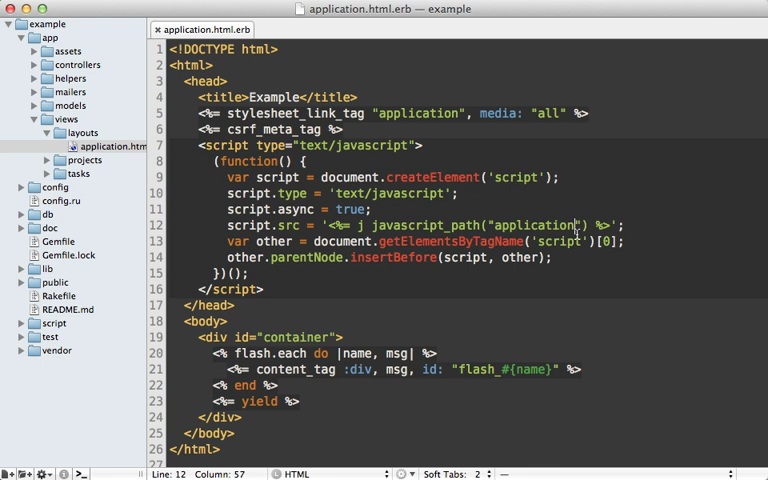 application.html.erb — example
example
app
assets
controllers
helpers
mailers
models
views
layouts
application.htm
projects
tasks
config
config.ru
db
doc
Gemfile
Gemfile.lock
lib
public
Rakefile
README.md
script
test
vendor
application.html.erb
1 <!DOCTYPE html>
2 <html>
3 <head>
4 <title>Example</title>
5 <%= stylesheet_link_tag "application", media: "all" %>
6 <%= csrf_meta_tag %>
7 <script type="text/javascript">
8 (function() {
9 var script = document.createElement('script');
10 script.type = 'text/javascript';
11 script.async = true;
12 script.src = '<%= j javascript_path("application") %>';
13 var other = document.getElementsByTagName('script')[0];
14 other.parentNode.insertBefore(script, other);
15 })();
16 </script>
17 </head>
18 <body>
19 <div id="container">
20 <% flash.each do |name, msg| %>
21 <%= content_tag :div, msg, id: "flash_#{name}" %>
22 <% end %>
23 <%= yield %>
24 </div>
25 </body>
26 </html>
27
Line: 12 Column: 57 HTML Soft Tabs: 2 —